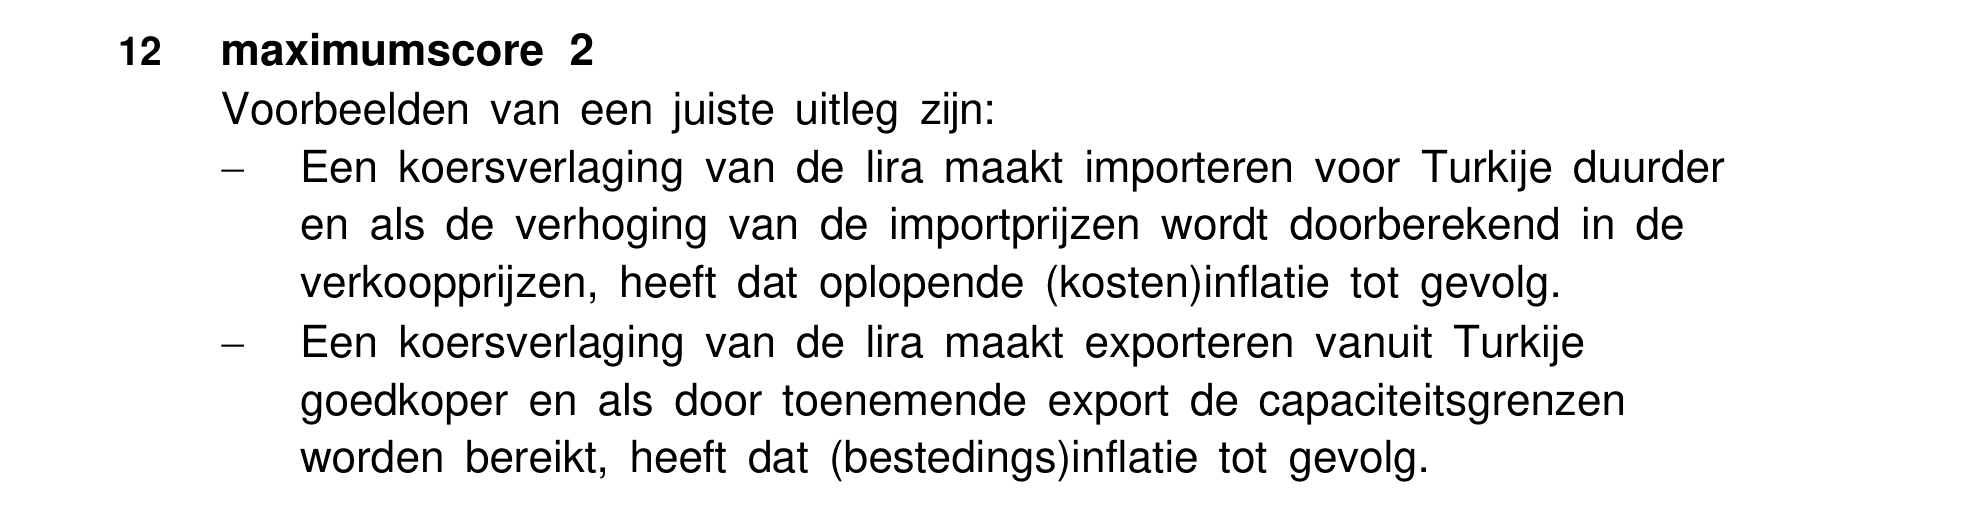 12 maximumscore 2
Voorbeelden van een juiste uitleg zijn:
− Een koersverlaging van de lira maakt importeren voor Turkije duurder
en als de verhoging van de importprijzen wordt doorberekend in de
verkoopprijzen, heeft dat oplopende (kosten)inflatie tot gevolg.
− Een koersverlaging van de lira maakt exporteren vanuit Turkije
goedkoper en als door toenemende export de capaciteitsgrenzen
worden bereikt, heeft dat (bestedings)inflatie tot gevolg.